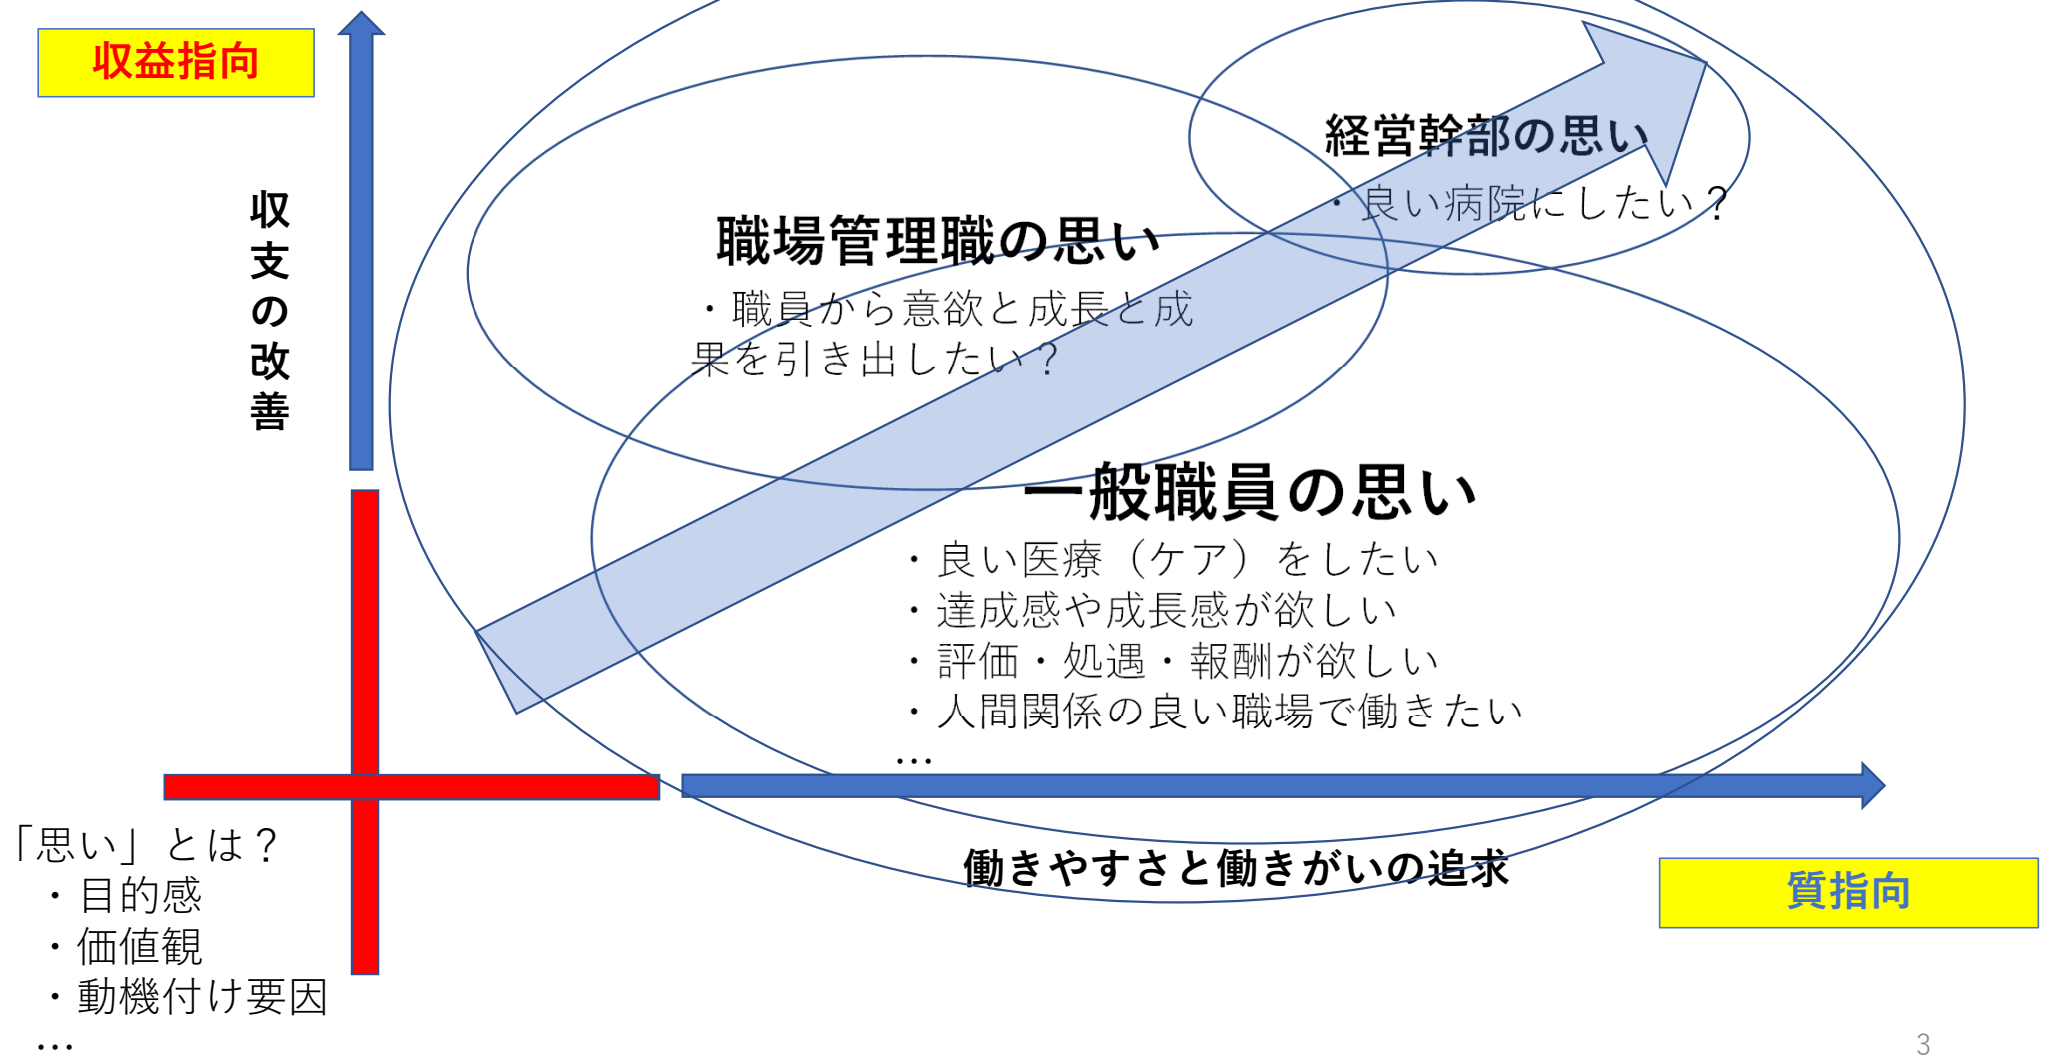 収益指向
収支の改善
経営幹部の思い
・良い病院にしたい？
職場管理職の思い
・職員から意欲と成長と成
果を引き出したい？
一般職員の思い
・良い医療（ケア）をしたい
・達成感や成長感が欲しい
・評価・処遇・報酬が欲しい
・人間関係の良い職場で働きたい
…
働きやすさと働きがいの追求
質指向
「思い」とは？
・目的感
・価値観
・動機付け要因
…
3